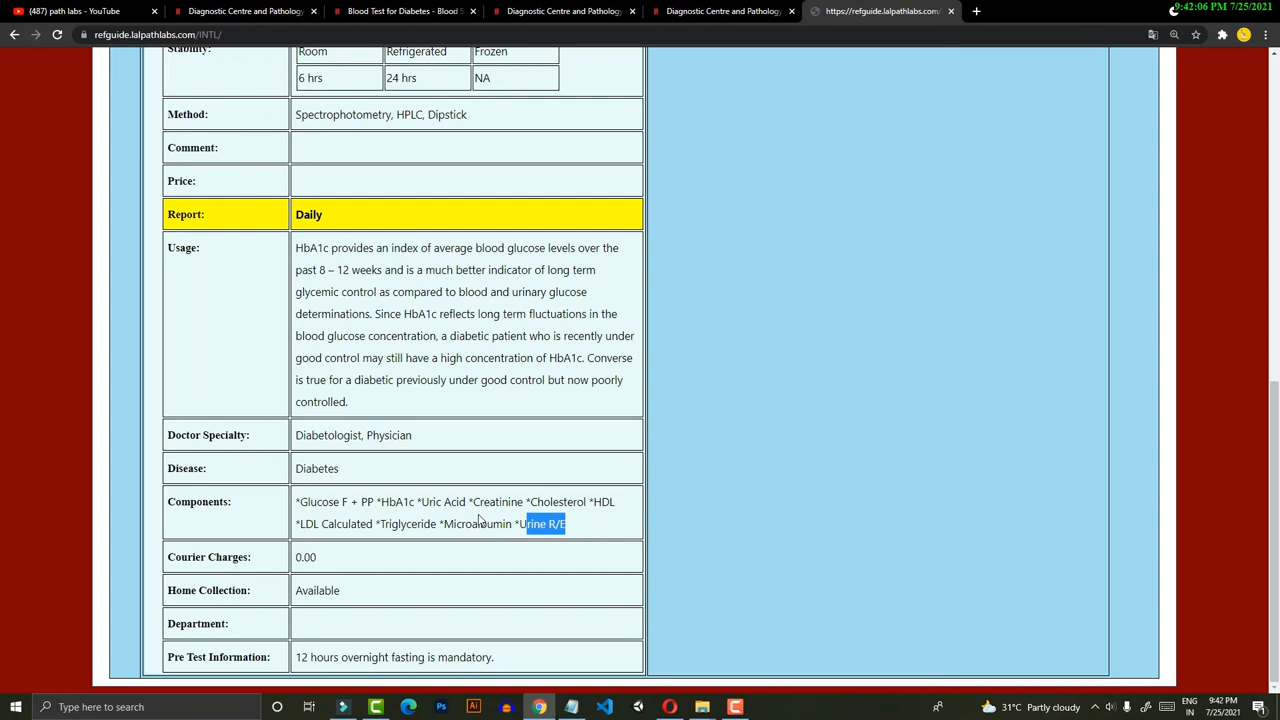 9:42:06 PM 7/25/2021
(487) path labs - YouTube
Diagnostic Centre and Pathology
Blood Test for Diabetes - Blood S
Diagnostic Centre and Pathology
Diagnostic Centre and Pathology
https://refguide.lalpathlabs.com/
refguide.lalpathlabs.com/INTL/
Stability:
Room Refrigerated Frozen
6 hrs 24 hrs NA
Method: Spectrophotometry, HPLC, Dipstick
Comment:
Price:
Report: Daily
Usage: HbA1c provides an index of average blood glucose levels over the
past 8 – 12 weeks and is a much better indicator of long term
glycemic control as compared to blood and urinary glucose
determinations. Since HbA1c reflects long term fluctuations in the
blood glucose concentration, a diabetic patient who is recently under
good control may still have a high concentration of HbA1c. Converse
is true for a diabetic previously under good control but now poorly
controlled.
Doctor Specialty: Diabetologist, Physician
Disease: Diabetes
Components: *Glucose F + PP *HbA1c *Uric Acid *Creatinine *Cholesterol *HDL
*LDL Calculated *Triglyceride *Microalbumin *Urine R/E
Courier Charges: 0.00
Home Collection: Available
Department:
Pre Test Information: 12 hours overnight fasting is mandatory.
Type here to search
31°C Partly cloudy
ENG
IN
9:42 PM
7/25/2021